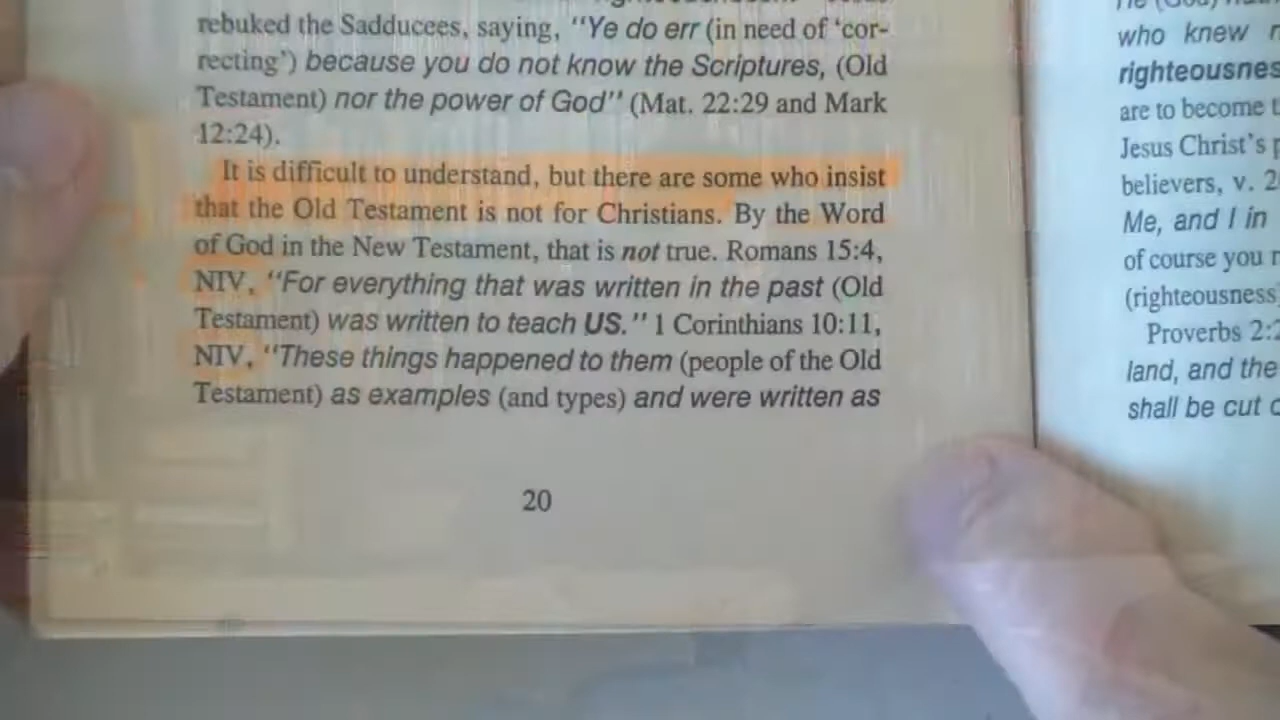 rebuked the Sadducees, saying, "Ye do err (in need of 'cor-
recting') because you do not know the Scriptures, (Old
Testament) nor the power of God" (Mat. 22:29 and Mark
12:24).
It is difficult to understand, but there are some who insist
that the Old Testament is not for Christians. By the Word
of God in the New Testament, that is not true. Romans 15:4,
NIV, "For everything that was written in the past (Old
Testament) was written to teach US." 1 Corinthians 10:11,
NIV, "These things happened to them (people of the Old
Testament) as examples (and types) and were written as
20
who knew
righteousnes
are to become
Jesus Christ's
believers, v. 2
Me, and I in
of course you
(righteousness
Proverbs 2:2
land, and the
shall be cut